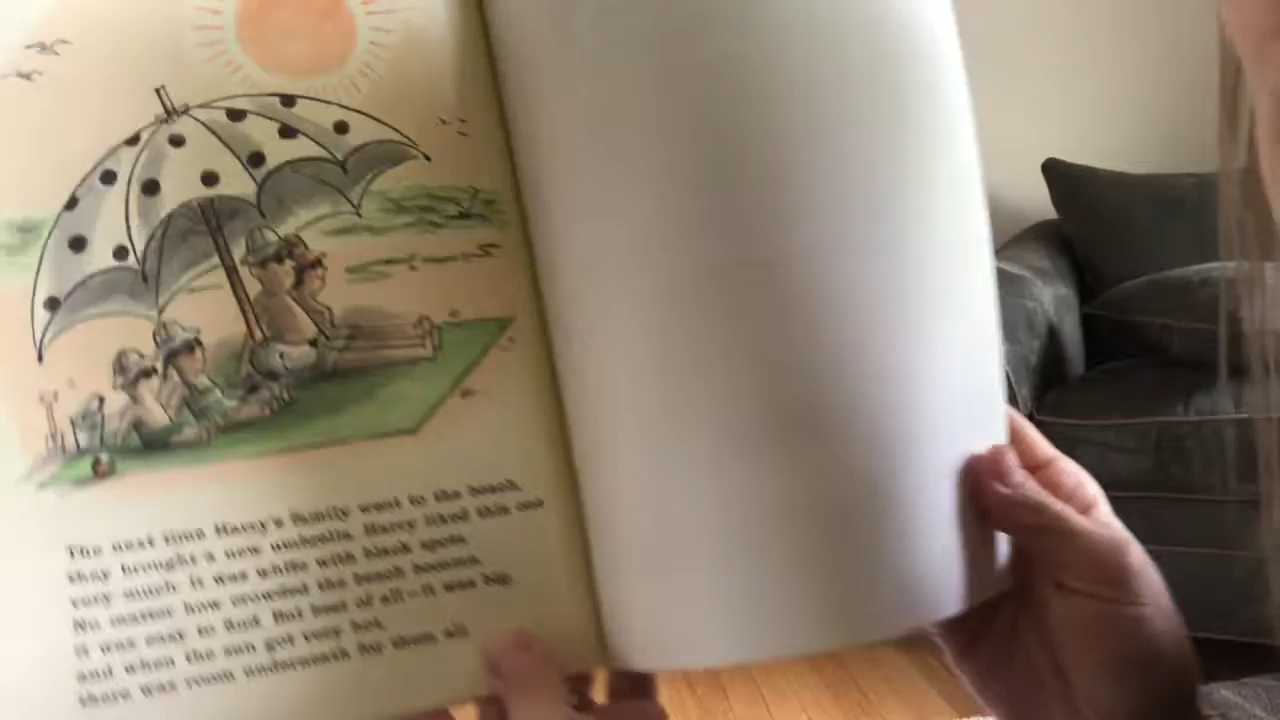 The next time Harry's family went to the beach,
they brought a new umbrella. Harry liked this one
very much. It was white with black spots.
No matter how crowded the beach became,
it was easy to find. But best of all—it was big,
and when the sun got very hot,
there was room underneath for them all